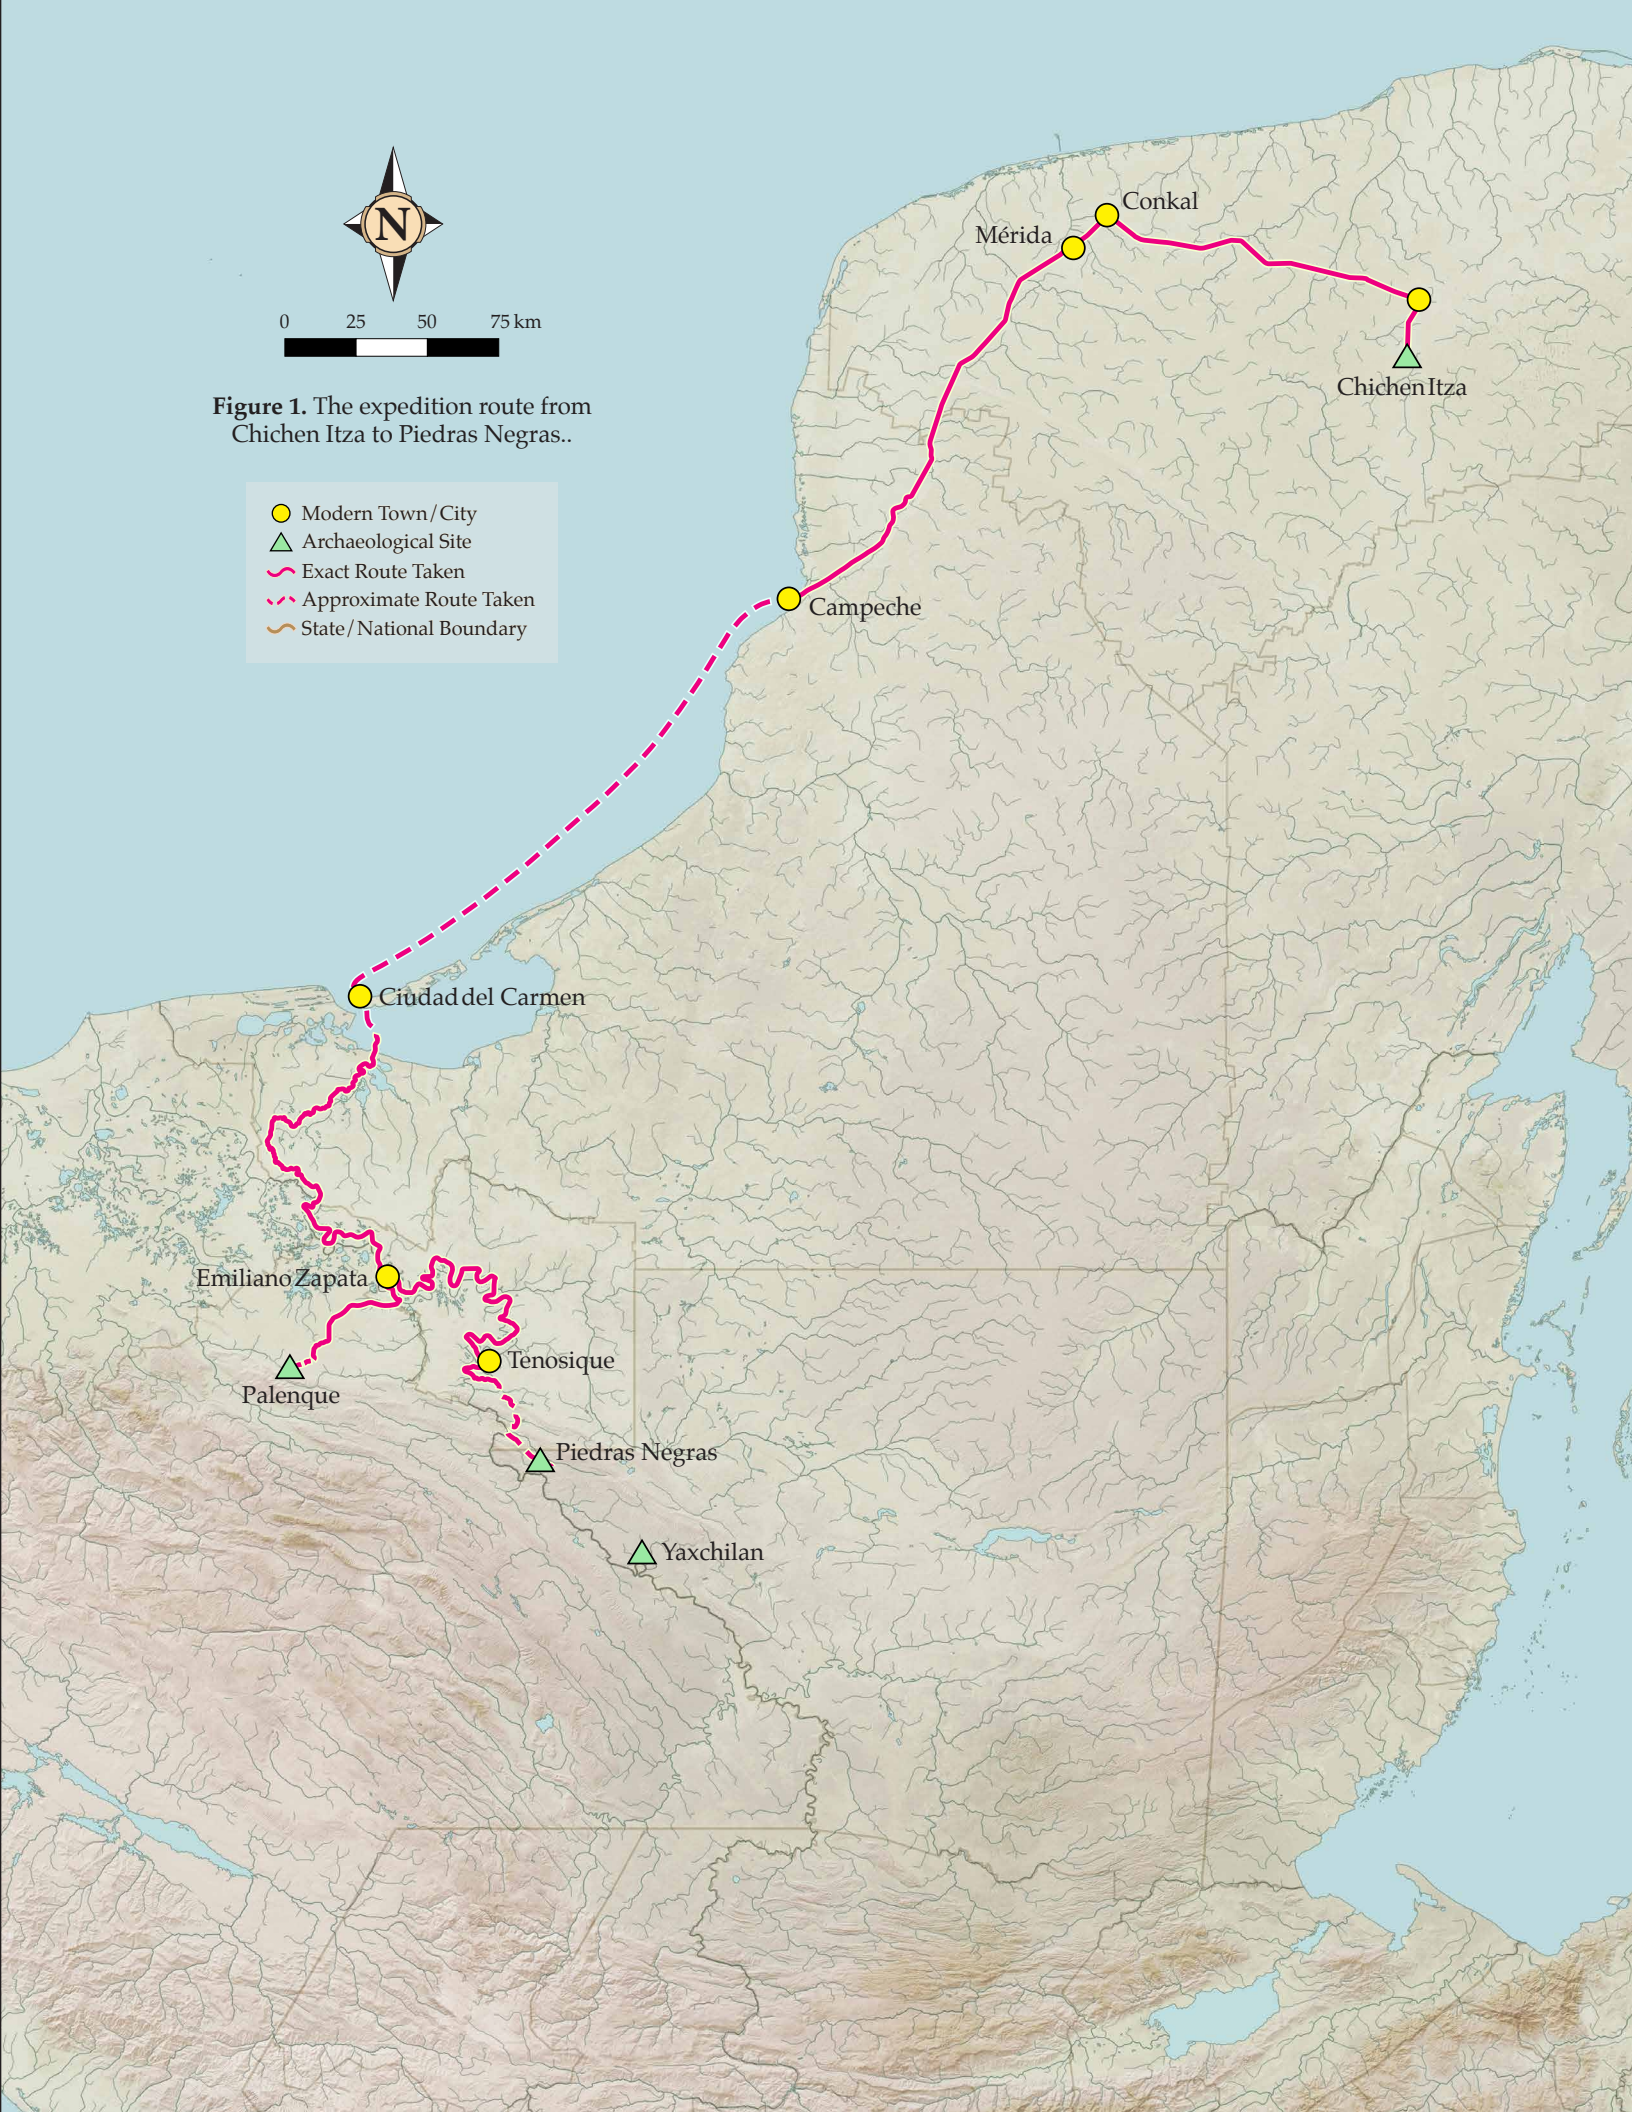 Conkal
Mérida
N
0 25 50 75 km
Chichen Itza
Figure 1. The expedition route from
Chichen Itza to Piedras Negras..
Modern Town/City
Archaeological Site
Exact Route Taken
Approximate Route Taken
State/National Boundary
Campeche
Ciudad del Carmen
Emiliano Zapata
Tenosique
Palenque
Piedras Negras
Yaxchilan